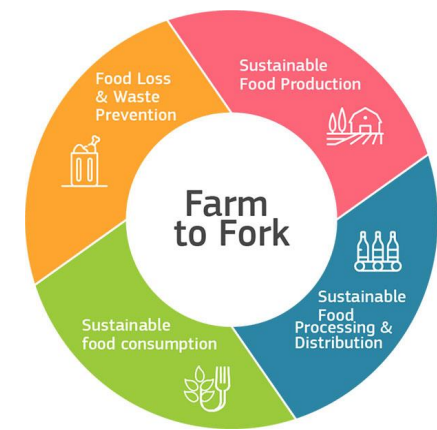 Farm
to Fork
Sustainable
Food Production
Sustainable
Food
Processing &
Distribution
Sustainable
food consumption
Food Loss
& Waste
Prevention